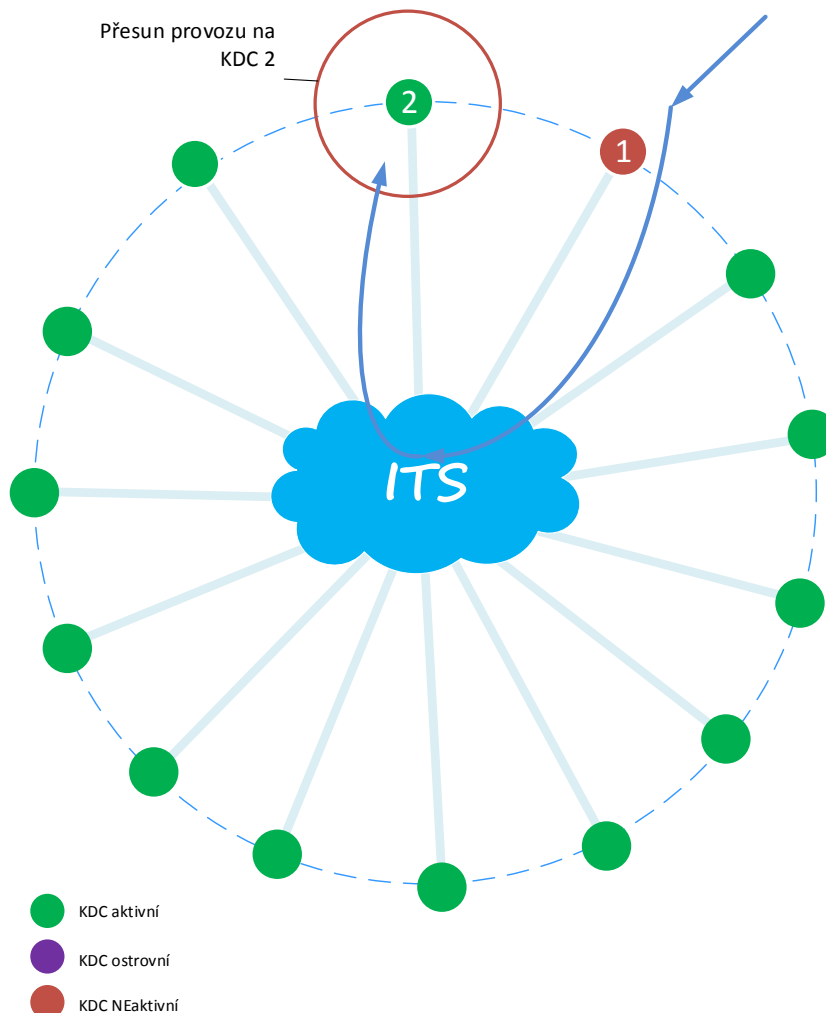 Přesun provozu na
KDC 2
2
1
ITS
KDC aktivní
KDC ostrovní
KDC NEaktivní